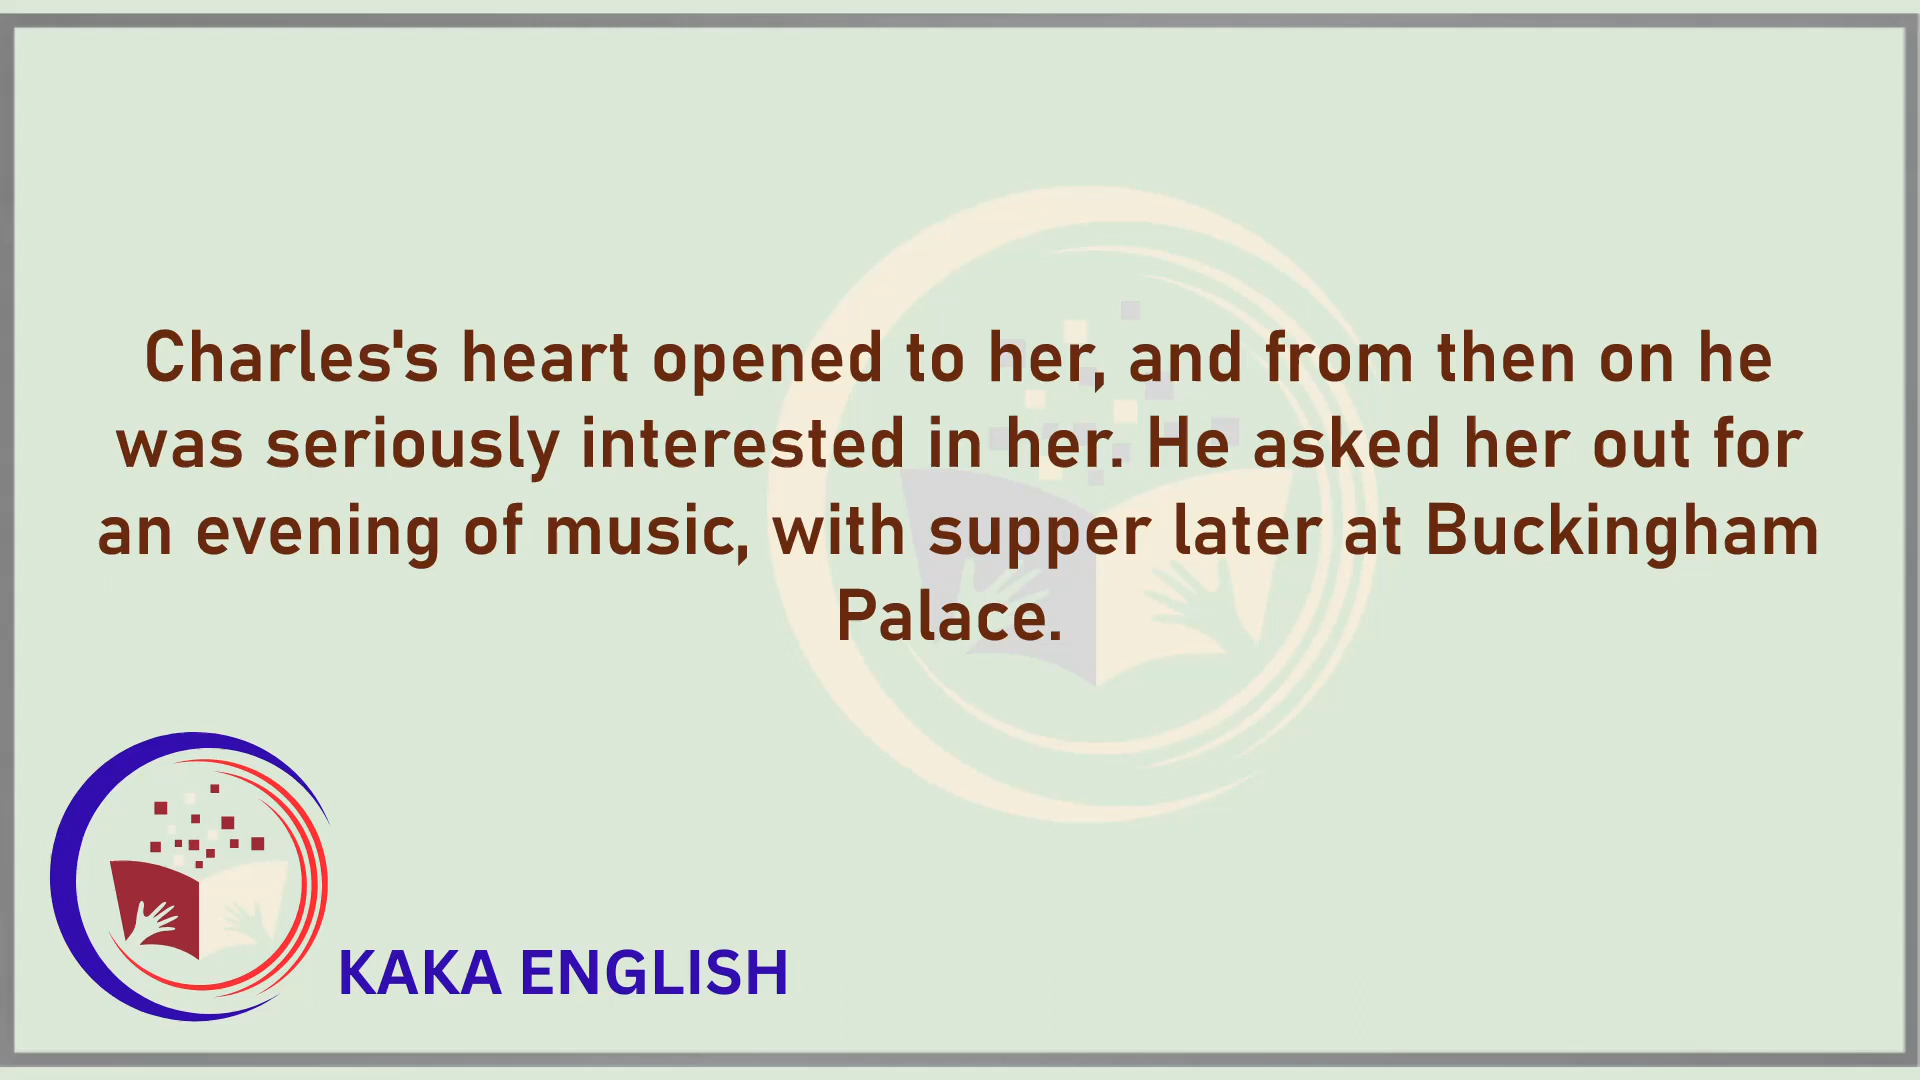 Charles's heart opened to her, and from then on he
was seriously interested in her. He asked her out for
an evening of music, with supper later at Buckingham
Palace.
KAKA ENGLISH